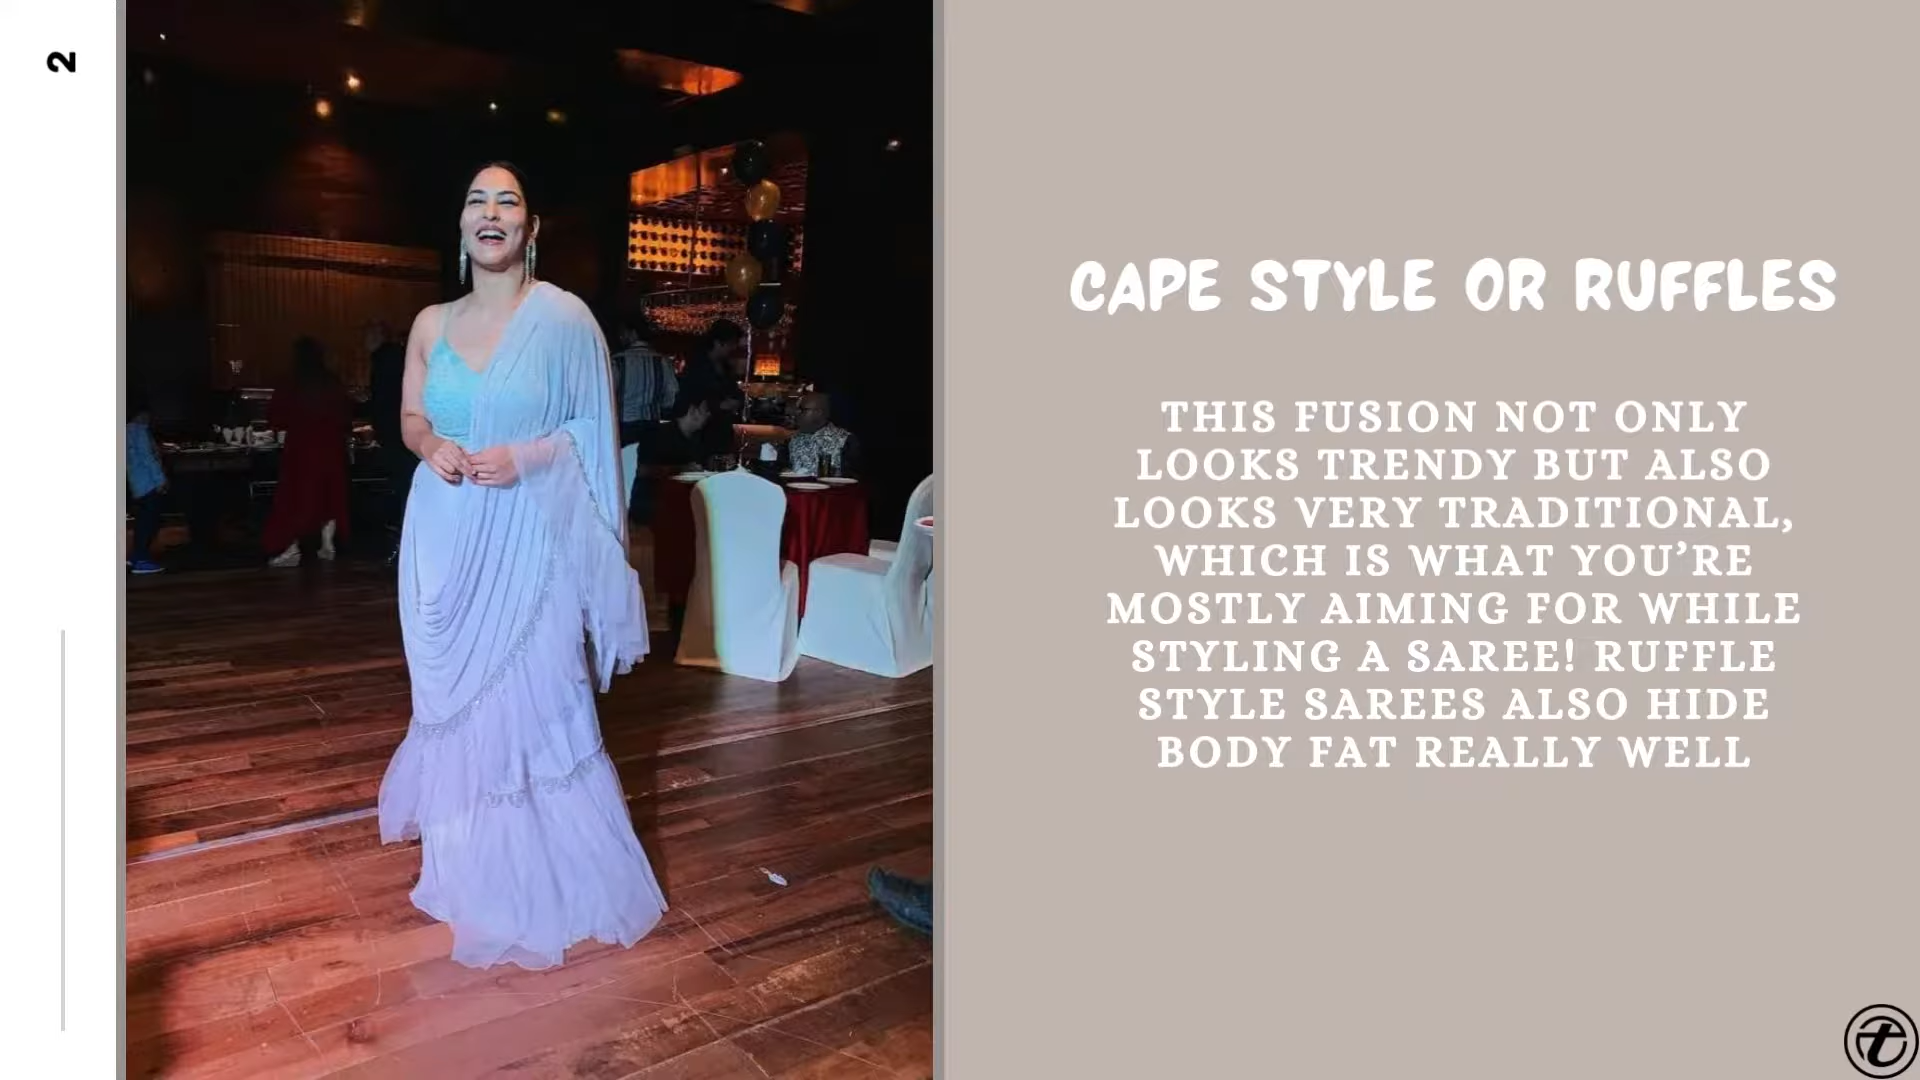 2
CAPE STYLE OR RUFFLES
THIS FUSION NOT ONLY
LOOKS TRENDY BUT ALSO
LOOKS VERY TRADITIONAL,
WHICH IS WHAT YOU'RE
MOSTLY AIMING FOR WHILE
STYLING A SAREE! RUFFLE
STYLE SAREES ALSO HIDE
BODY FAT REALLY WELL
t